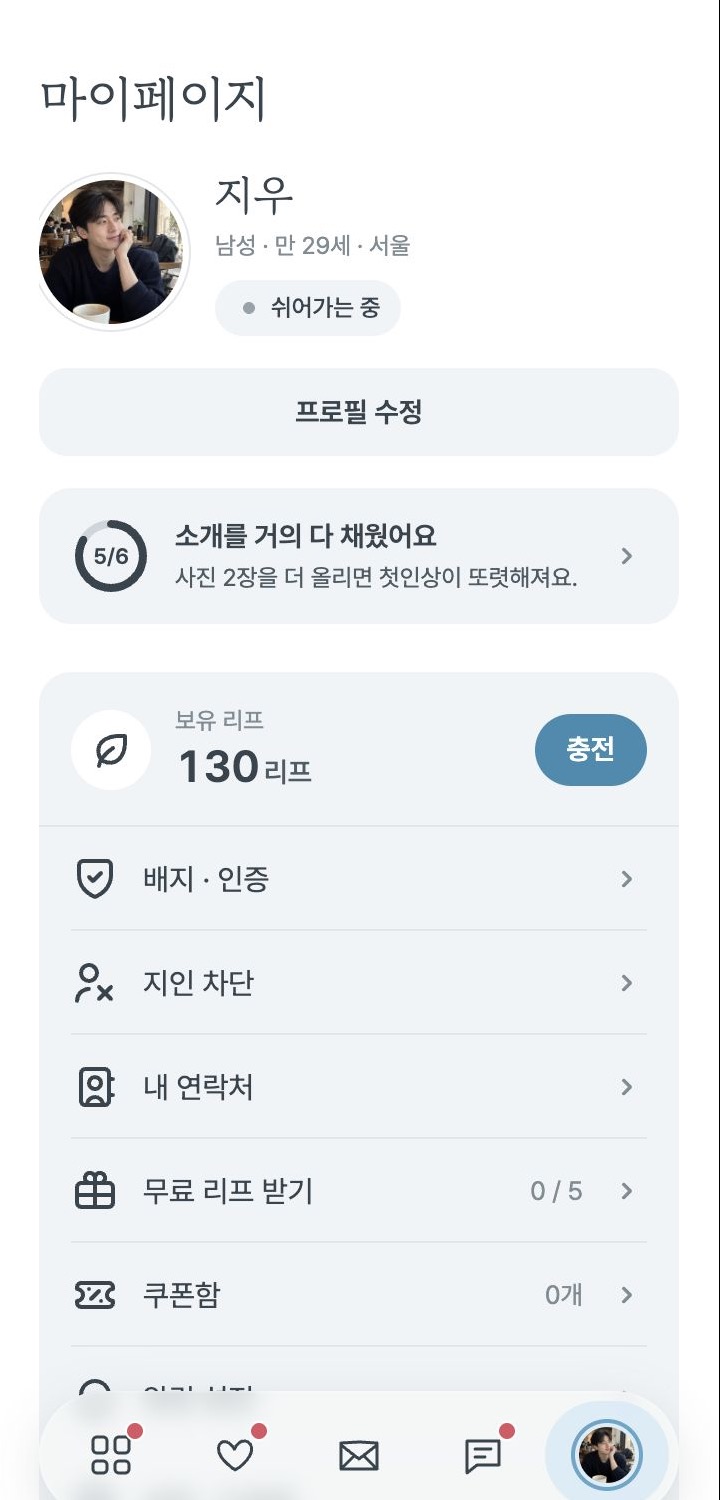 마이페이지
지우
남성 · 만 29세 · 서울
쉬어가는 중
프로필 수정
5/6
소개를 거의 다 채웠어요
사진 2장을 더 올리면 첫인상이 또렷해져요.
보유 리프
130 리프
충전
배지 · 인증
지인 차단
내 연락처
무료 리프 받기
0 / 5
쿠폰함
0개